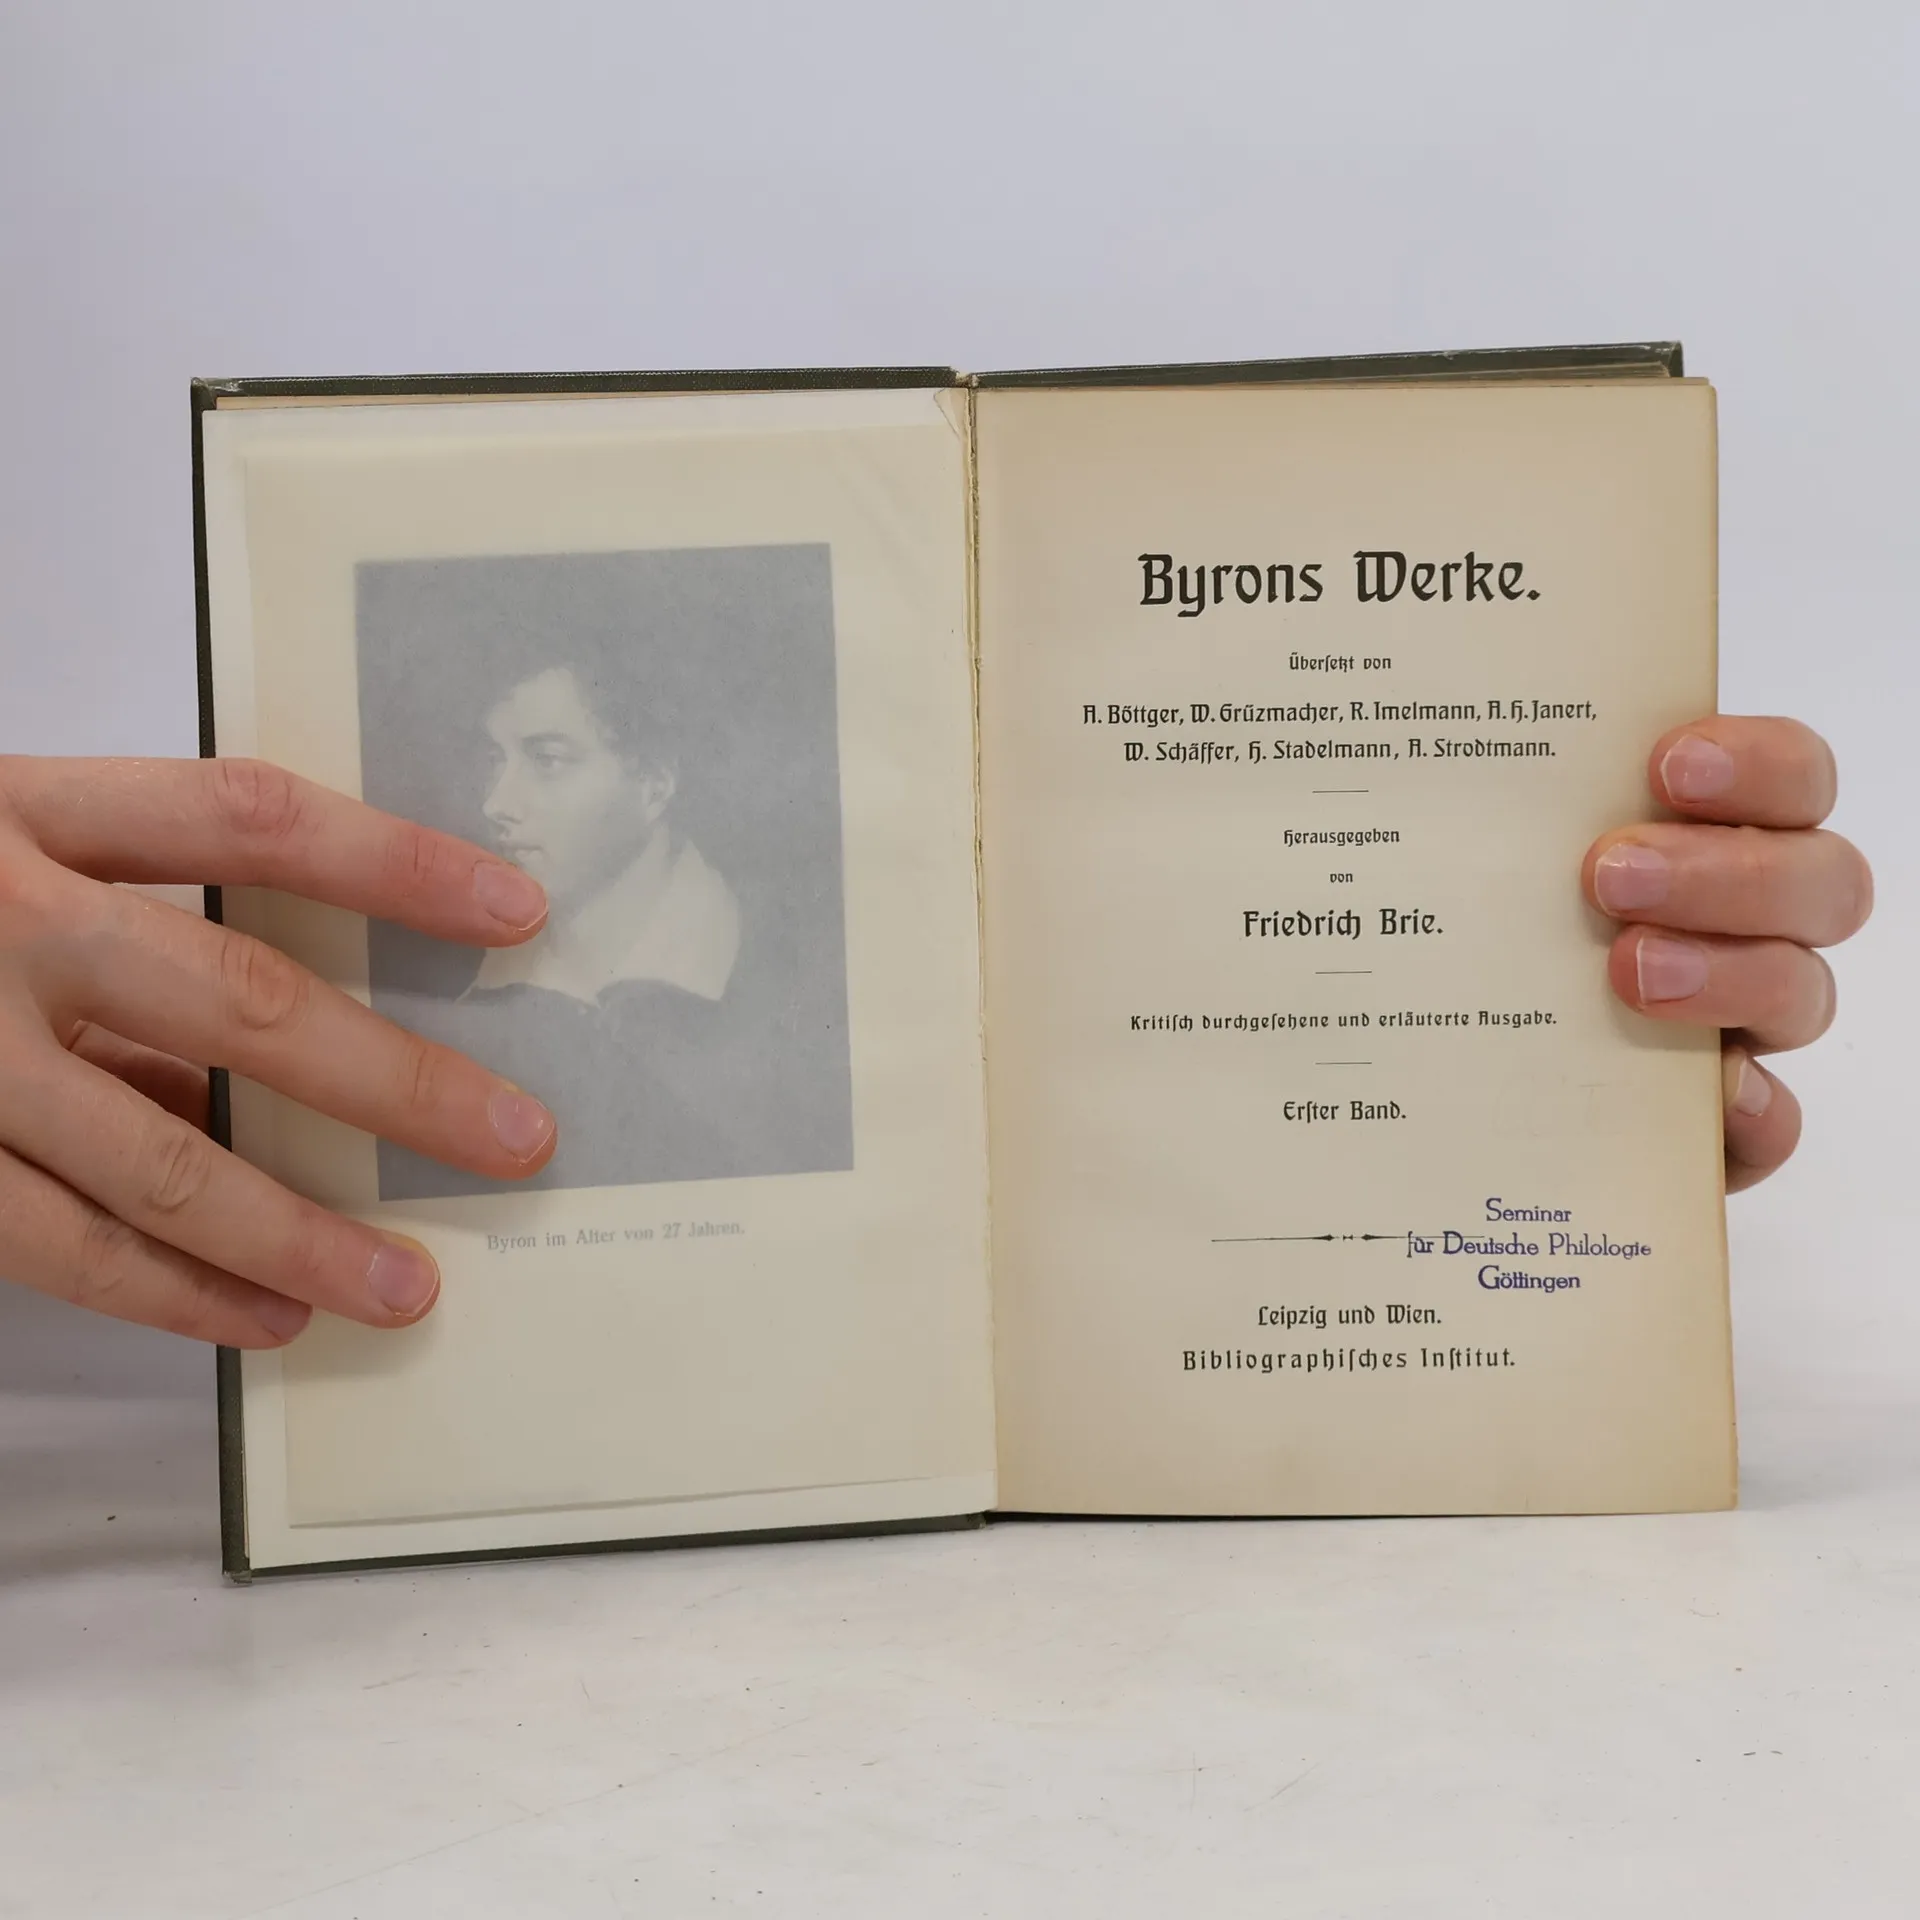 Byron im Alter von 27 Jahren.
Byrons Werke.
Überſetzt von
A. Böttger, W. Grüzmacher, R. Imelmann, A. H. Janert,
W. Schäffer, H. Stadelmann, A. Strodtmann.
Herausgegeben
von
Friedrich Brie.
Kritiſch durchgeſehene und erläuterte Ausgabe.
Erſter Band.
Seminar
für Deutsche Philologie
Göttingen
Leipzig und Wien.
Bibliographiſches Inſtitut.